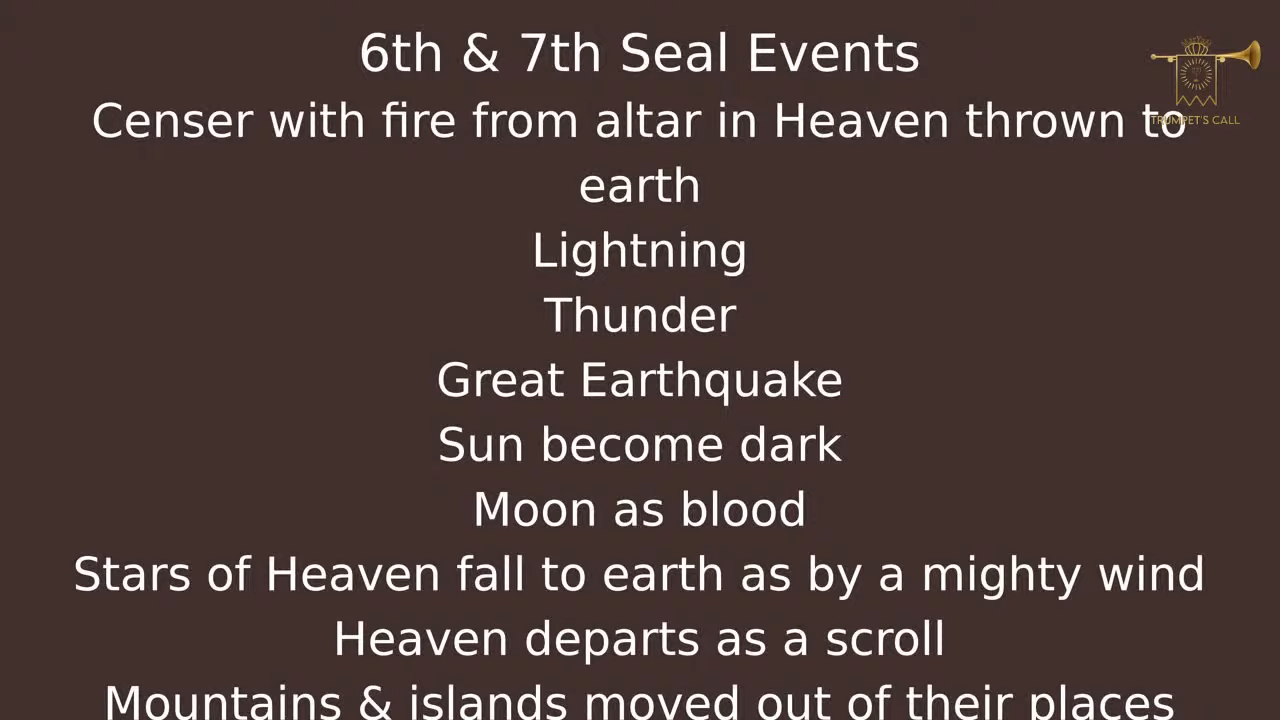 6th & 7th Seal Events
Censer with fire from altar in Heaven thrown to
earth
Lightning
Thunder
Great Earthquake
Sun become dark
Moon as blood
Stars of Heaven fall to earth as by a mighty wind
Heaven departs as a scroll
Mountains & islands moved out of their places
TRUMPET'S CALL